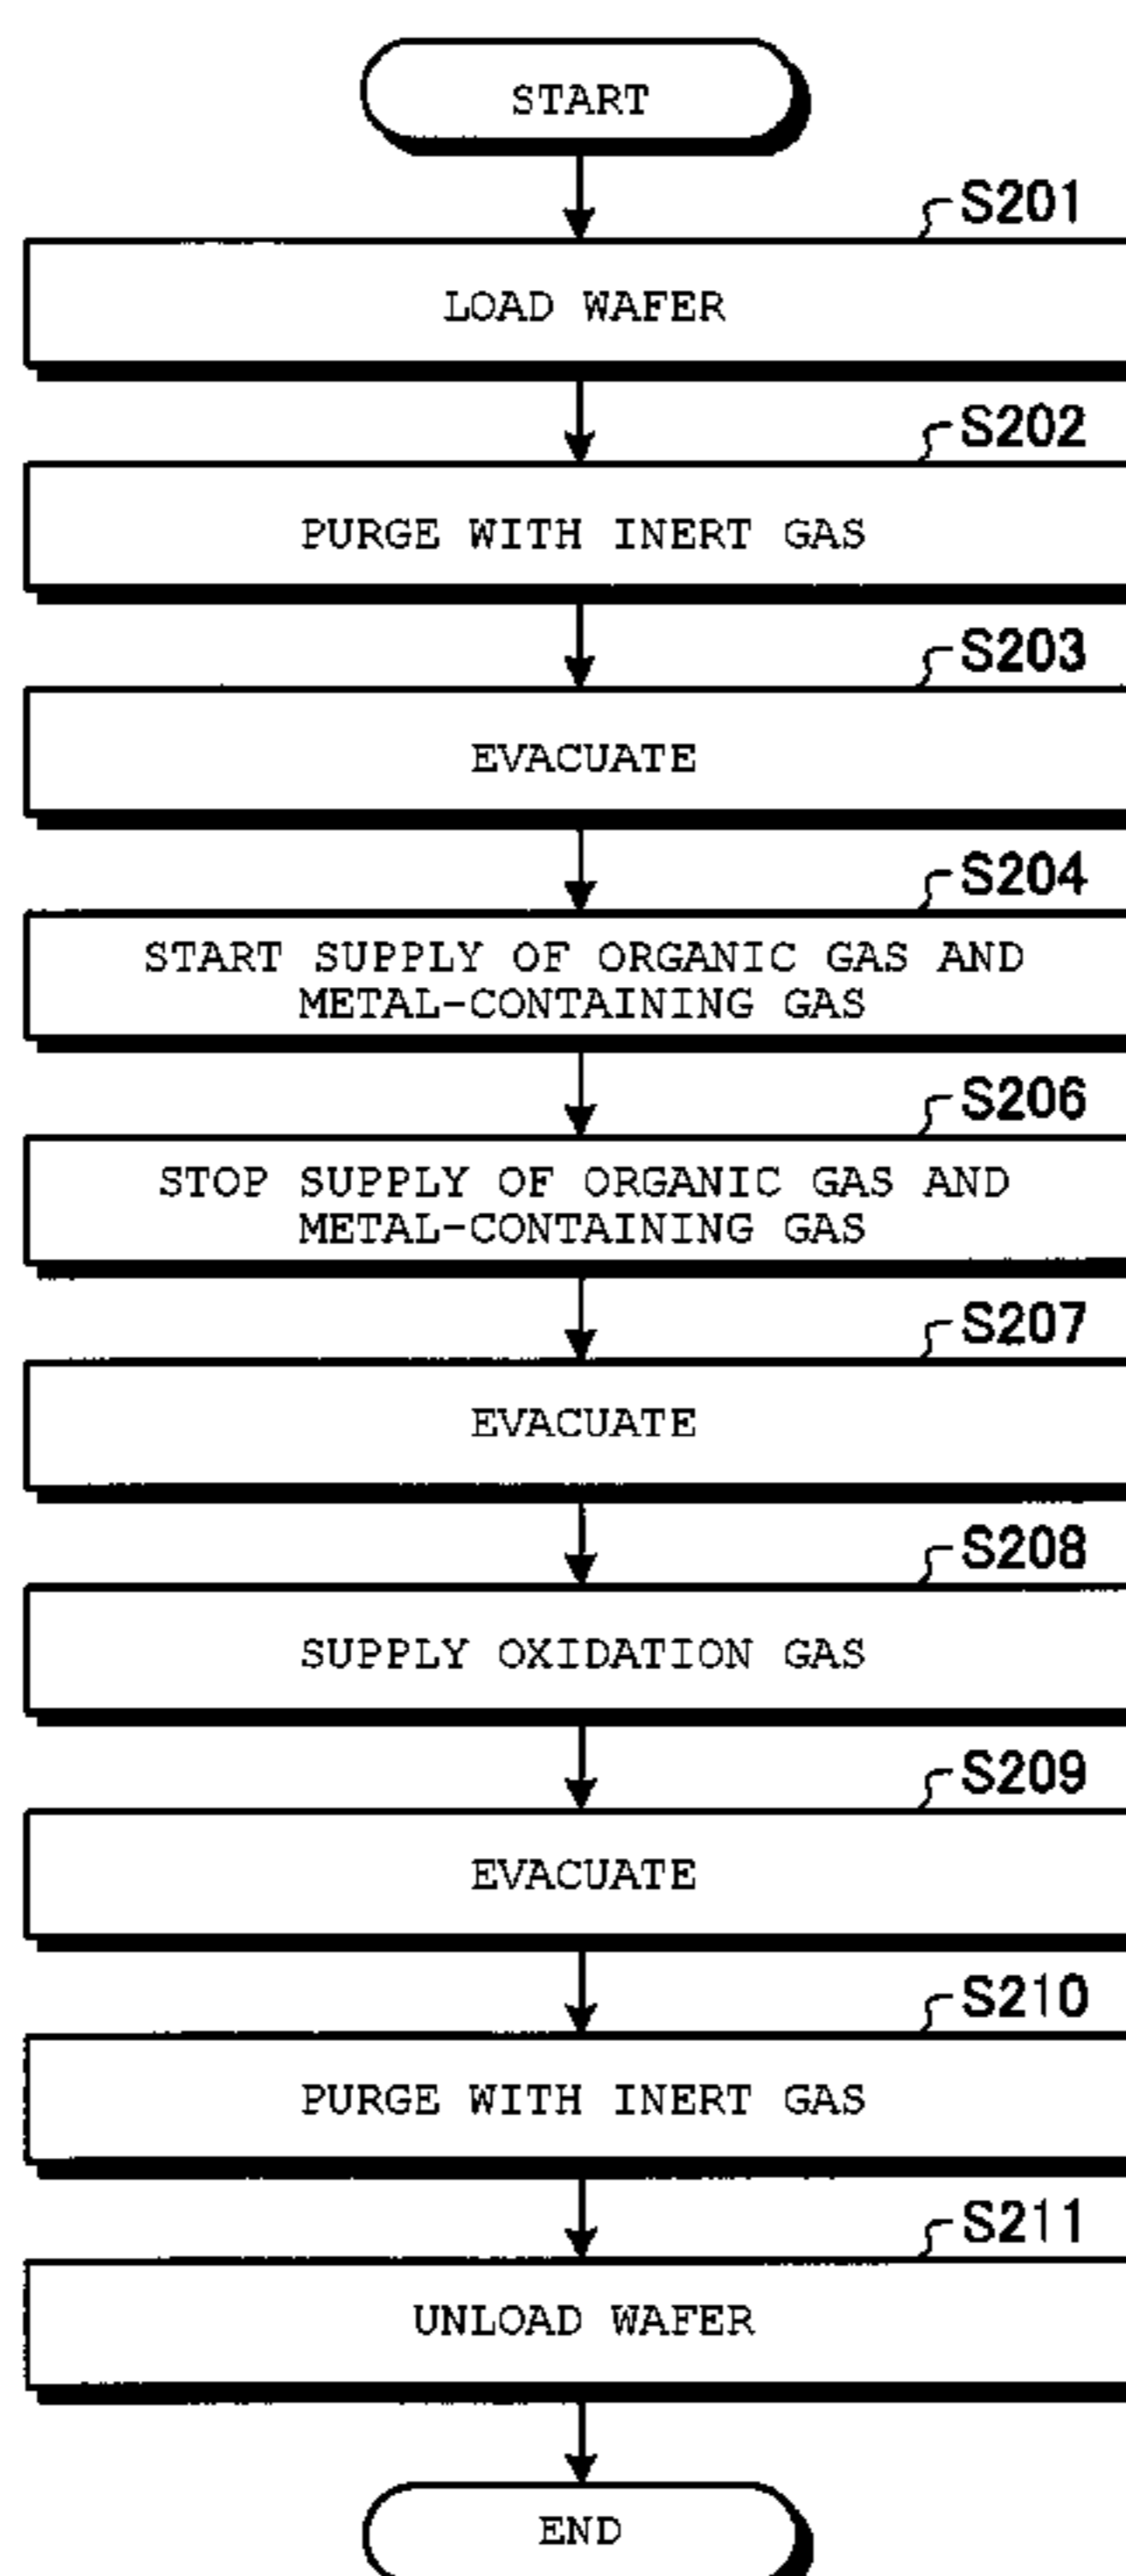 START
S201
LOAD WAFER
S202
PURGE WITH INERT GAS
S203
EVACUATE
S204
START SUPPLY OF ORGANIC GAS AND
METAL-CONTAINING GAS
S206
STOP SUPPLY OF ORGANIC GAS AND
METAL-CONTAINING GAS
S207
EVACUATE
S208
SUPPLY OXIDATION GAS
S209
EVACUATE
S210
PURGE WITH INERT GAS
S211
UNLOAD WAFER
END